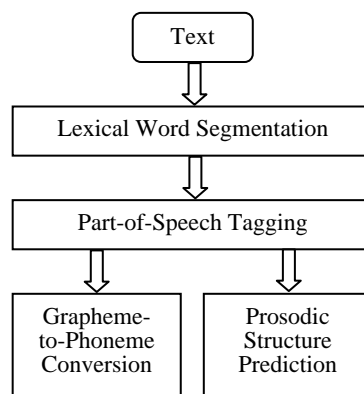 Text
Lexical Word Segmentation
Part-of-Speech Tagging
Grapheme-
to-Phoneme
Conversion
Prosodic
Structure
Prediction